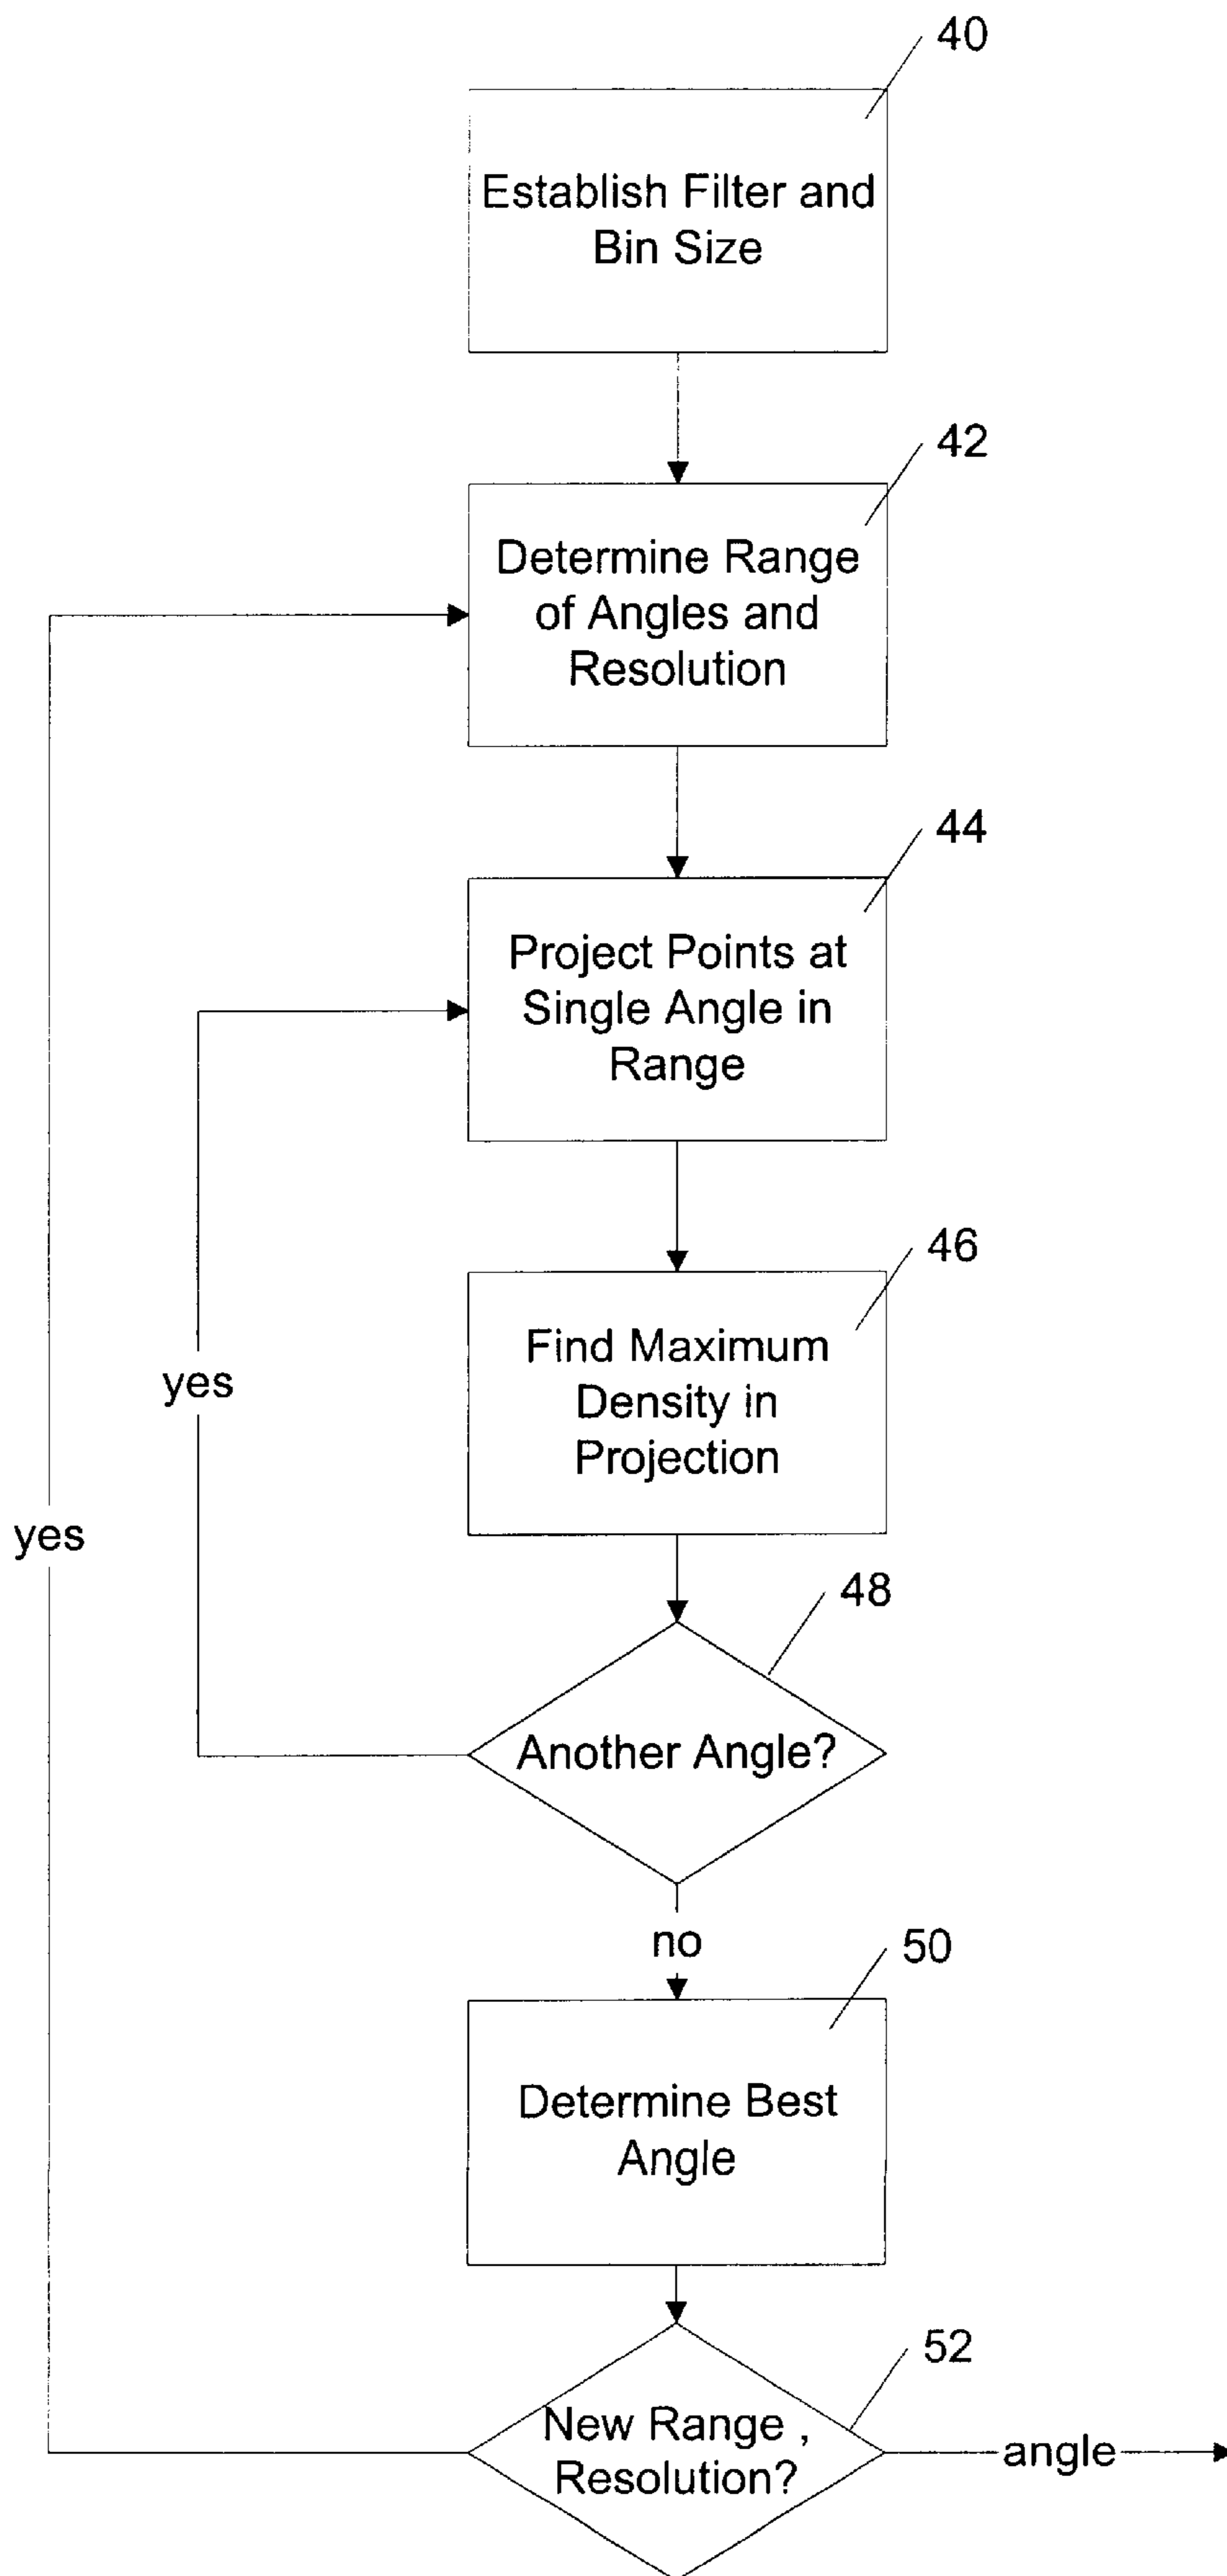 40
Establish Filter and
Bin Size
42
Determine Range
of Angles and
Resolution
44
Project Points at
Single Angle in
Range
46
Find Maximum
Density in
Projection
yes
yes
48
Another Angle?
no
50
Determine Best
Angle
52
New Range ,
Resolution?
angle